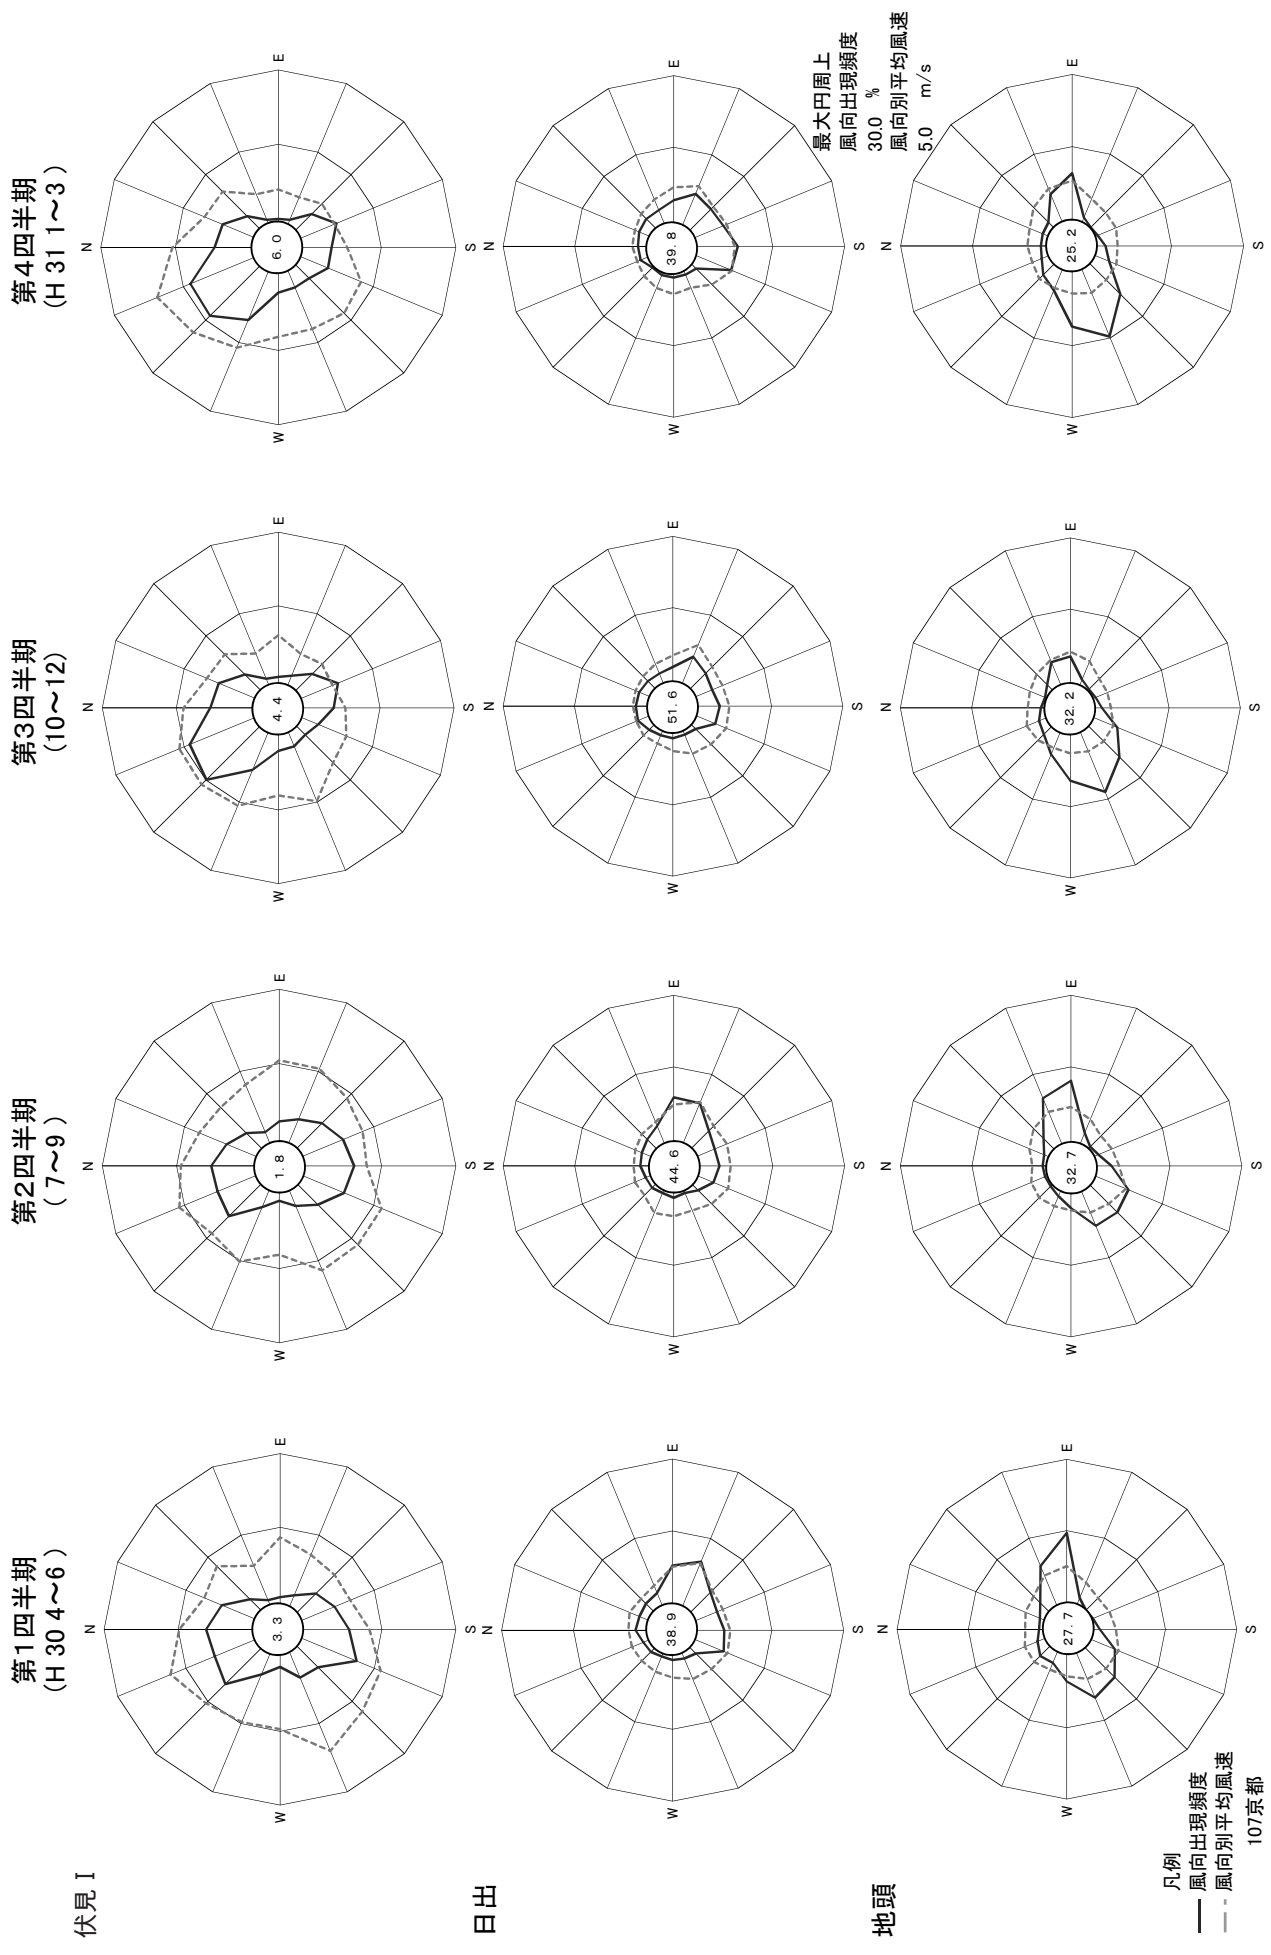 第1四半期
(H 30 4～6 )
第2四半期
( 7～9 )
第3四半期
(10～12)
第4四半期
(H 31 1～3 )
伏見 I
N
W
E
S
3. 3
N
W
E
S
1. 8
N
W
E
S
4. 4
N
W
E
S
6. 0
日出
N
W
E
S
38. 9
N
W
E
S
44. 6
N
W
E
S
51. 6
N
W
E
S
39. 8
地頭
N
W
E
S
27. 7
N
W
E
S
32. 7
N
W
E
S
32. 2
N
W
E
S
25. 2
最大円周上
風向出現頻度
30.0 %
風向別平均風速
5.0 m/s
凡例
風向出現頻度
風向別平均風速
107京都